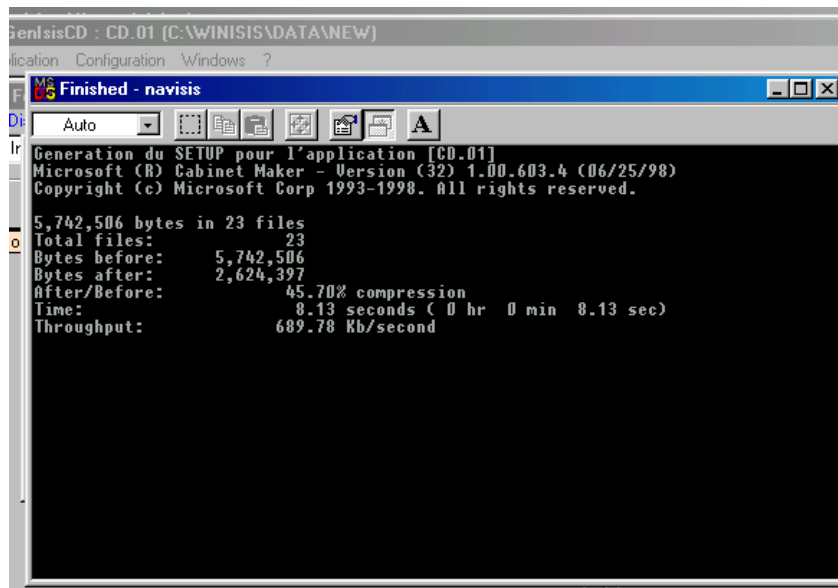 GenIsisCD : CD.01 (C:\WINISIS\DATA\NEW)
Configuration Windows ?
Finished - navisis
Auto
A
Generation du SETUP pour l'application [CD.01]
Microsoft (R) Cabinet Maker - Version (32) 1.00.603.4 (06/25/98)
Copyright (c) Microsoft Corp 1993-1998. All rights reserved.
5,742,506 bytes in 23 files
Total files: 23
Bytes before: 5,742,506
Bytes after: 2,624,397
After/Before: 45.70% compression
Time: 8.13 seconds ( 0 hr 0 min 8.13 sec)
Throughput: 689.78 Kb/second